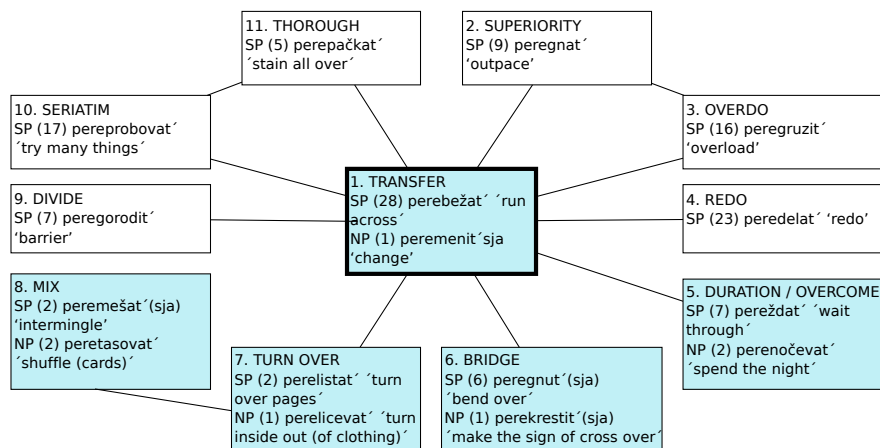 11. THOROUGH
SP (5) perepačkat´
´stain all over´
2. SUPERIORITY
SP (9) peregnat´
‘outpace’
10. SERIATIM
SP (17) pereprobovat´
´try many things´
3. OVERDO
SP (16) peregruzit´
‘overload’
1. TRANSFER
SP (28) perebežat´ ´run
across´
NP (1) peremenit´sja
‘change’
9. DIVIDE
SP (7) peregorodit´
‘barrier’
4. REDO
SP (23) peredelat´ ‘redo’
8. MIX
SP (2) peremešat´(sja)
‘intermingle’
NP (2) peretasovat´
´shuffle (cards)´
5. DURATION / OVERCOME
SP (7) pereždat´ ´wait
through´
NP (2) perenočevat´
´spend the night´
7. TURN OVER
SP (2) perelistat´ ´turn
over pages´
NP (1) perelicevat´ ´turn
inside out (of clothing)´
6. BRIDGE
SP (6) peregnut´(sja)
´bend over´
NP (1) perekrestit´(sja)
´make the sign of cross over´